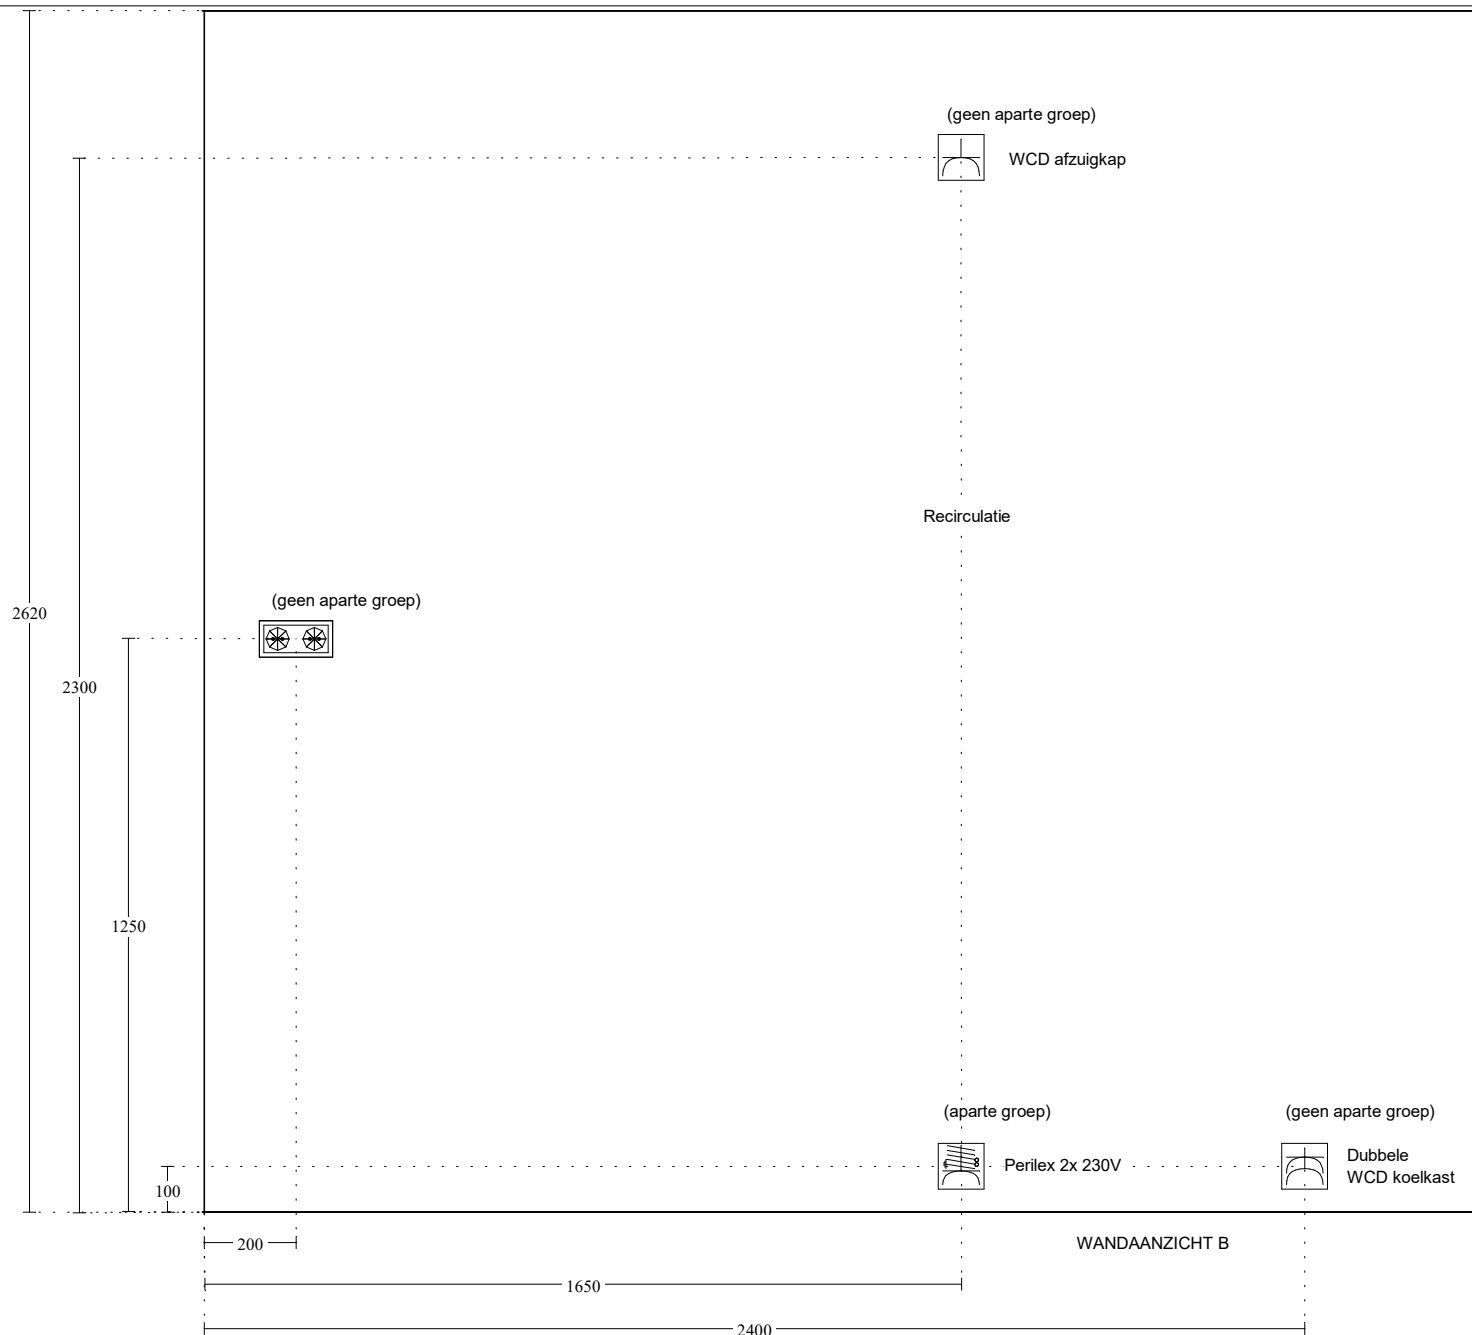 (geen aparte groep)
WCD afzuigkap
Recirculatie
(geen aparte groep)
2620
2300
1250
(aparte groep)
(geen aparte groep)
Perilex 2x 230V
Dubbele
WCD koelkast
100
200
WANDAANZICHT B
1650
2400